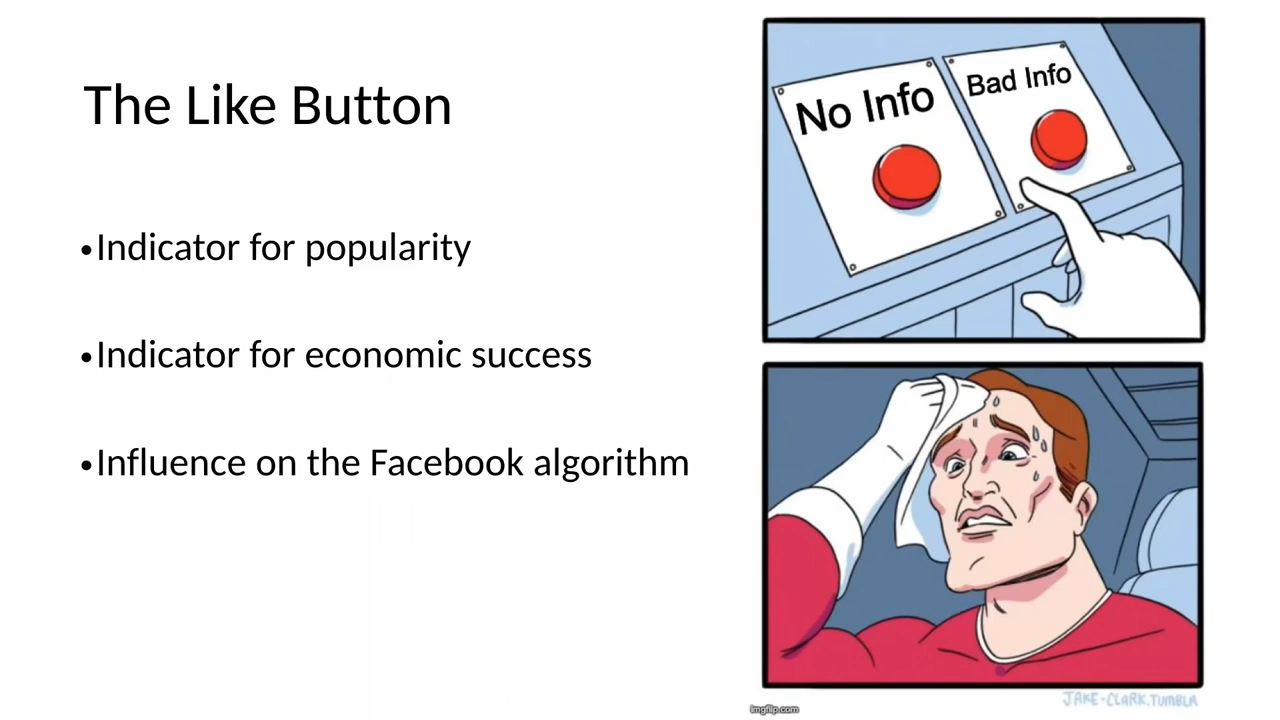 The Like Button
•Indicator for popularity
•Indicator for economic success
•Influence on the Facebook algorithm
No Info
Bad Info
JAKE-CLARK.TUMBLR
imgflip.com